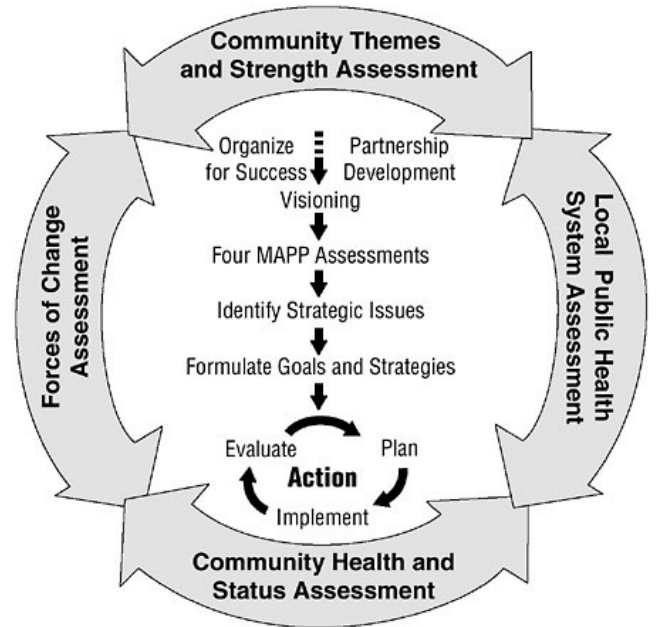 Community Themes
and Strength Assessment
Organize
for Success
Partnership
Development
Visioning
Four MAPP Assessments
Identify Strategic Issues
Formulate Goals and Strategies
Evaluate
Plan
Action
Implement
Forces of Change
Assessment
Local Public Health
System Assessment
Community Health and
Status Assessment